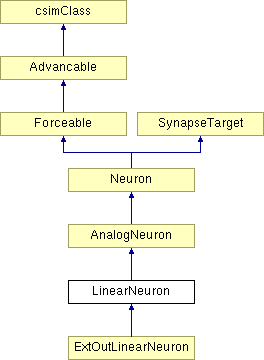 csimClass
Advancable
Forceable
SynapseTarget
Neuron
AnalogNeuron
LinearNeuron
ExtOutLinearNeuron